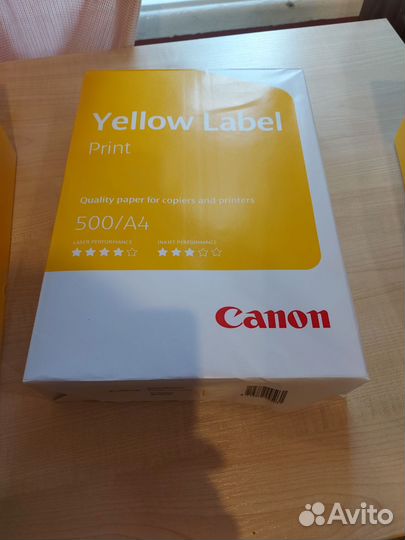 Yellow Label
Print
Quality paper for copiers and printers
500/A4
LASER PERFORMANCE INKJET PERFORMANCE
Canon
Avito